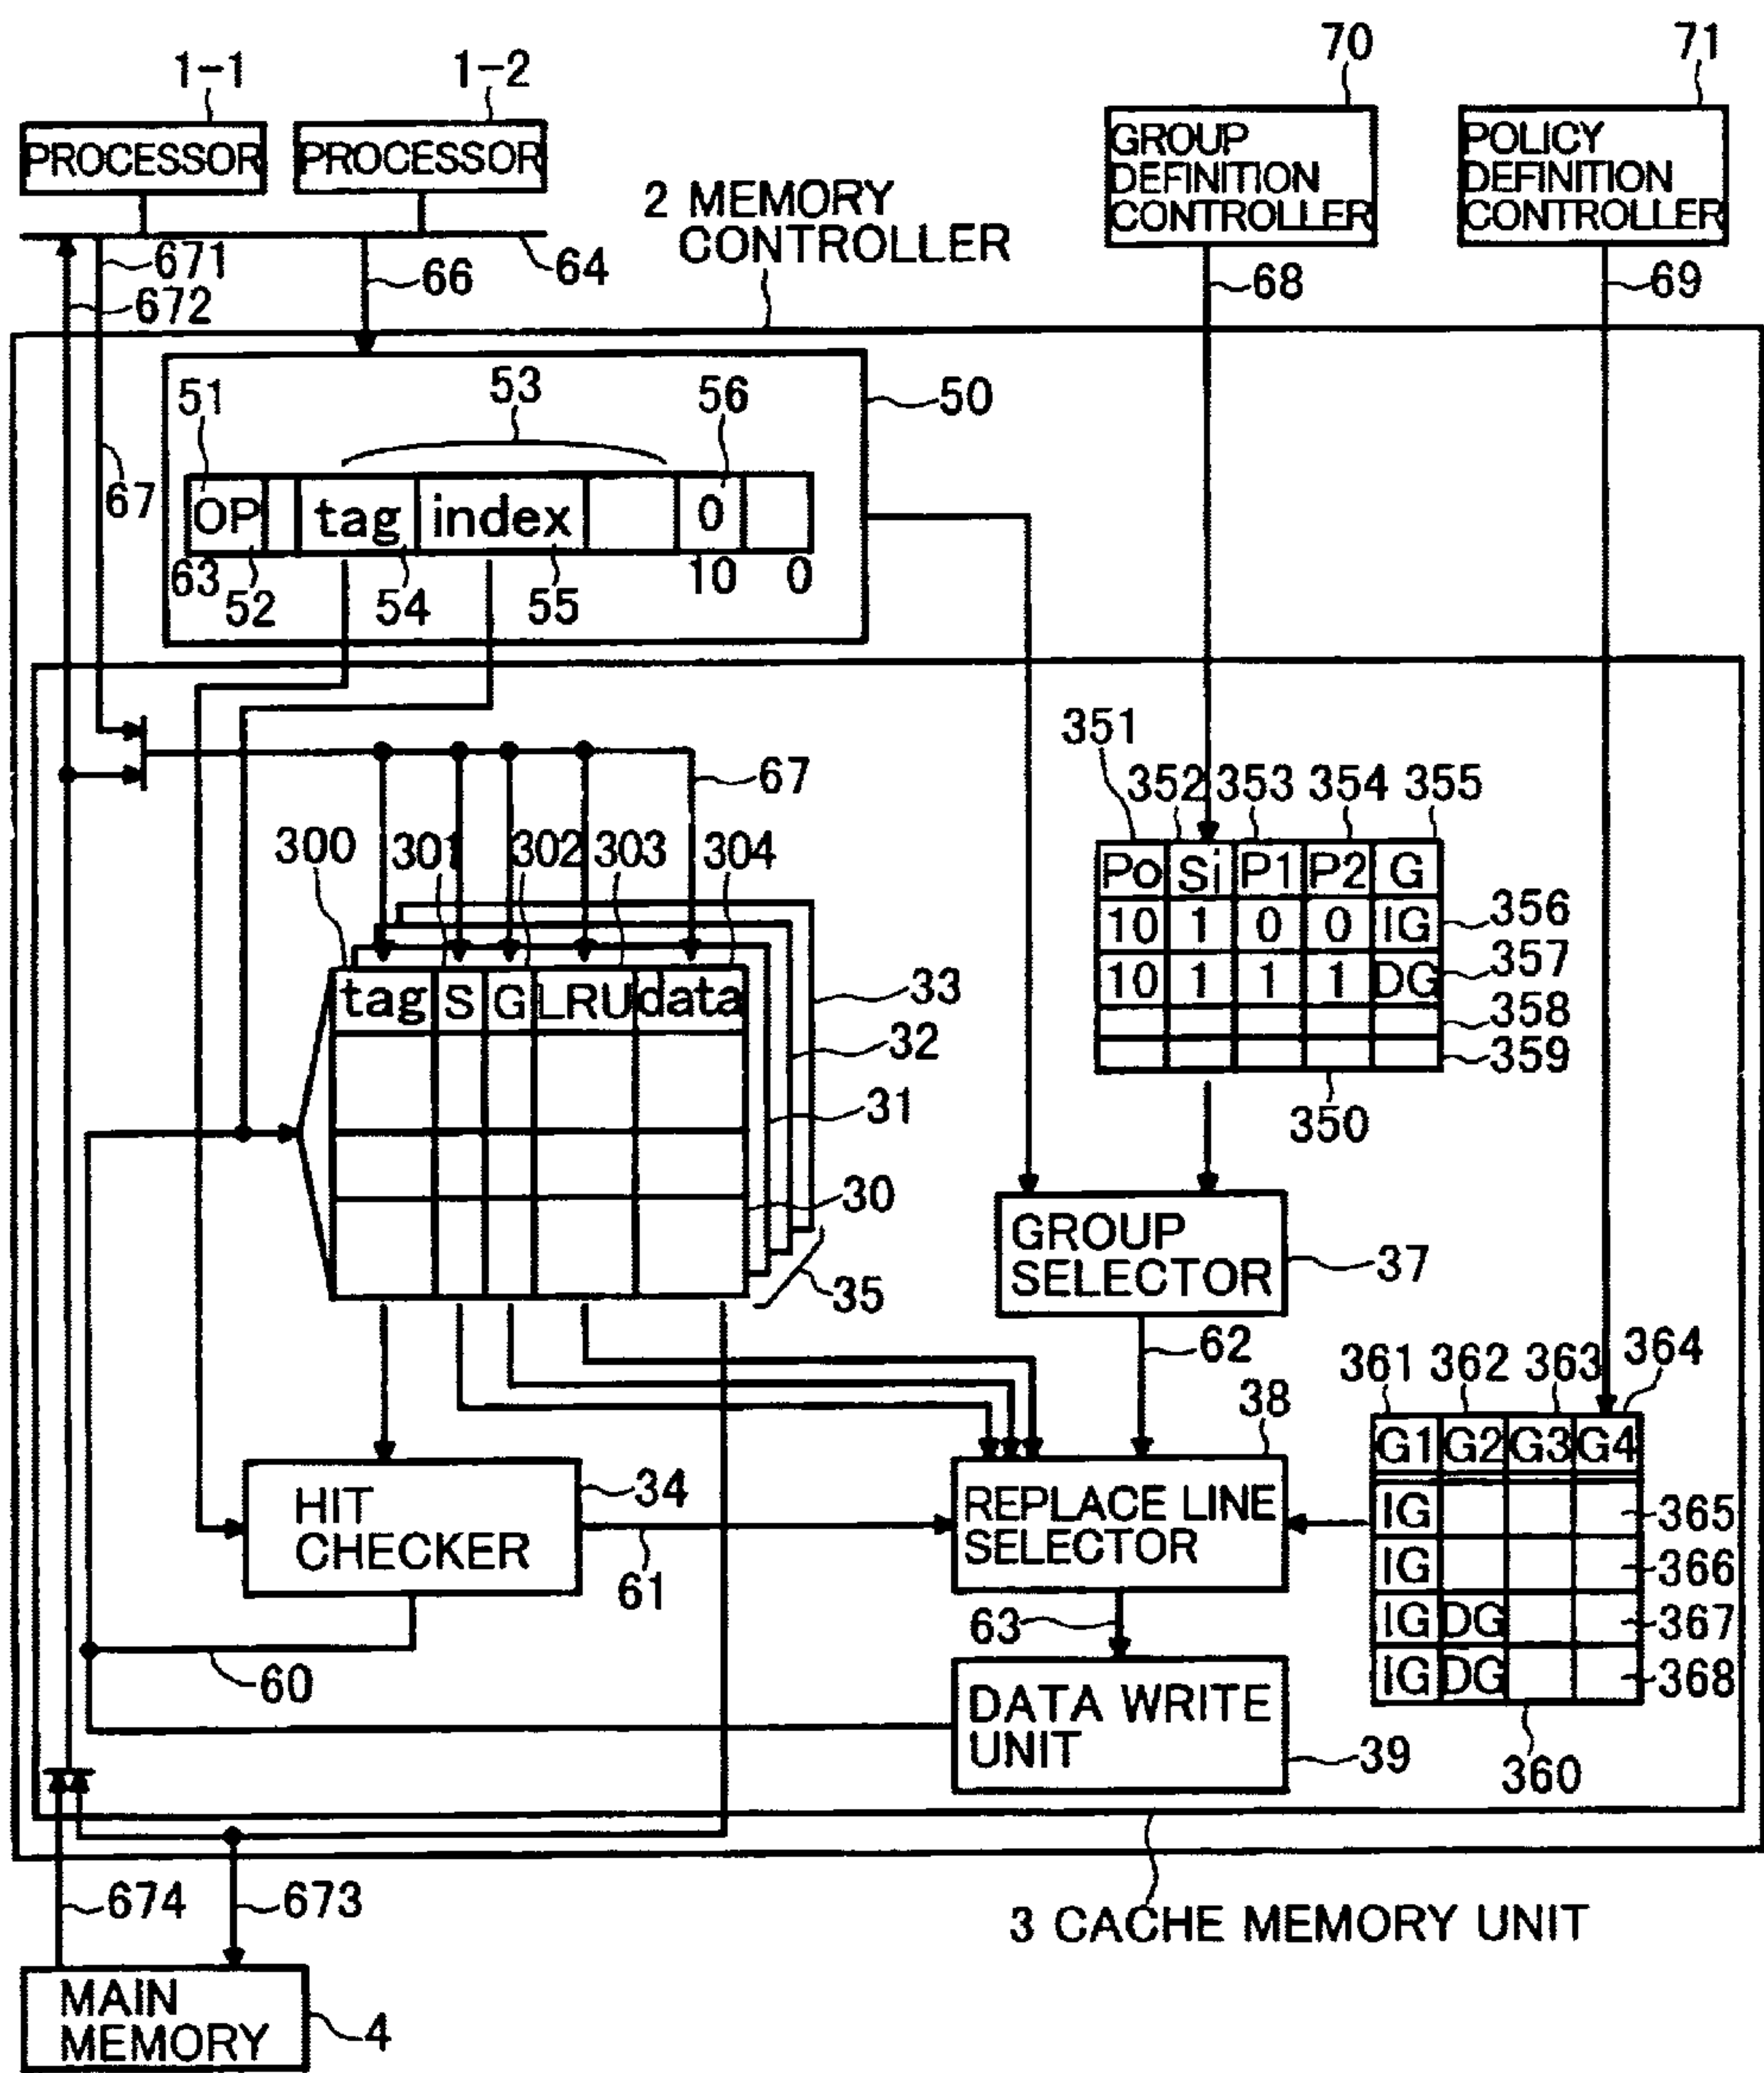 70
71
1-1
1-2
PROCESSOR
PROCESSOR
GROUP
DEFINITION
CONTROLLER
POLICY
DEFINITION
CONTROLLER
2 MEMORY
CONTROLLER
671
672
66
64
68
69
51
53
56
50
67
OP
tag
index
0
63
52
54
55
10
0
351
352
353
354
355
67
300
301
302
303
304
Po
Si
P1
P2
G
10
1
0
0
IG
356
10
1
1
1
DG
357
358
359
350
tag
S
G
LRU
data
33
32
31
30
35
GROUP
SELECTOR
37
62
361
362
363
364
38
G1
G2
G3
G4
HIT
CHECKER
34
61
REPLACE LINE
SELECTOR
IG
365
IG
366
IG
DG
367
IG
DG
368
360
63
60
DATA WRITE
UNIT
39
674
673
3 CACHE MEMORY UNIT
MAIN
MEMORY
4